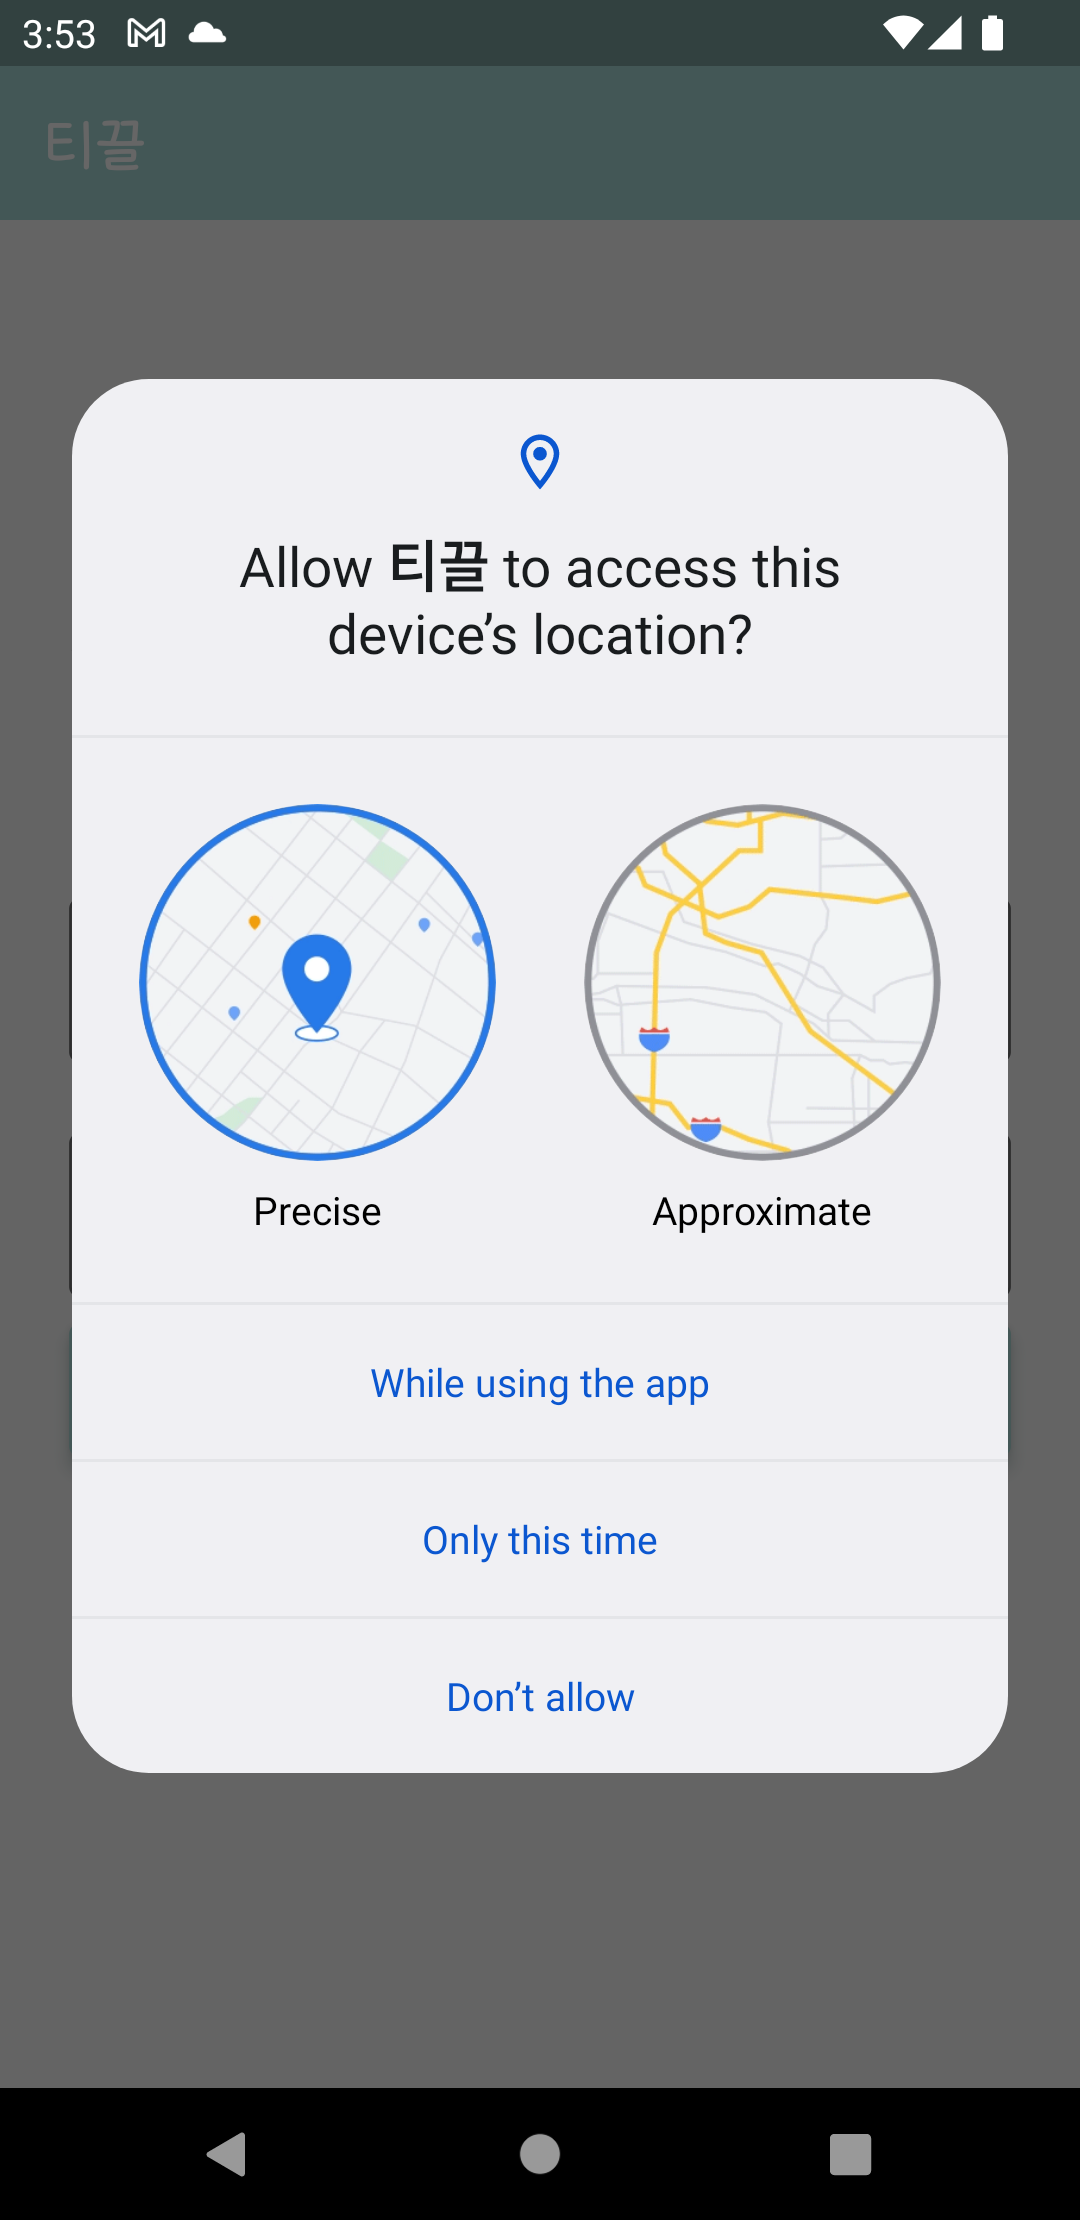 3:53
티끌
Allow 티끌 to access this
device’s location?
Precise
Approximate
While using the app
Only this time
Don’t allow